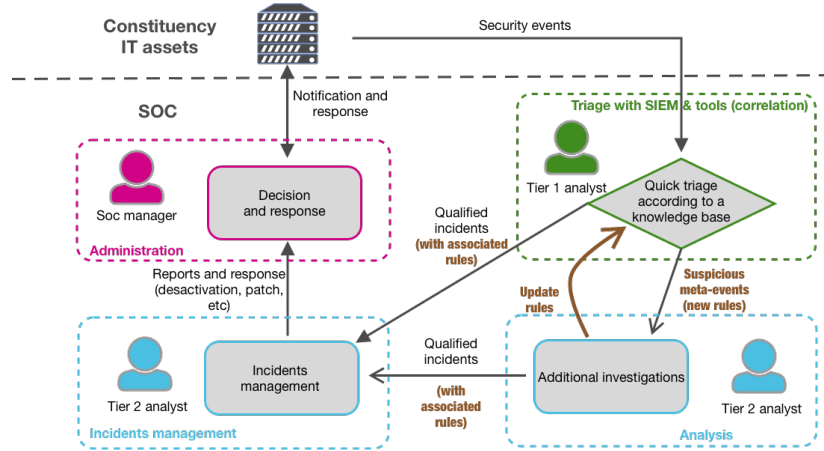 Constituency
IT assets
Security events
SOC
Notification and
response
Triage with SIEM & tools (correlation)
Tier 1 analyst
Quick triage
according to a
knowledge base
Soc manager
Decision
and response
Administration
Qualified
incidents
(with associated
rules)
Reports and response
(desactivation, patch,
etc)
Update
rules
Suspicious
meta-events
(new rules)
Tier 2 analyst
Incidents
management
Incidents management
Qualified
incidents
(with
associated
rules)
Additional investigations
Tier 2 analyst
Analysis